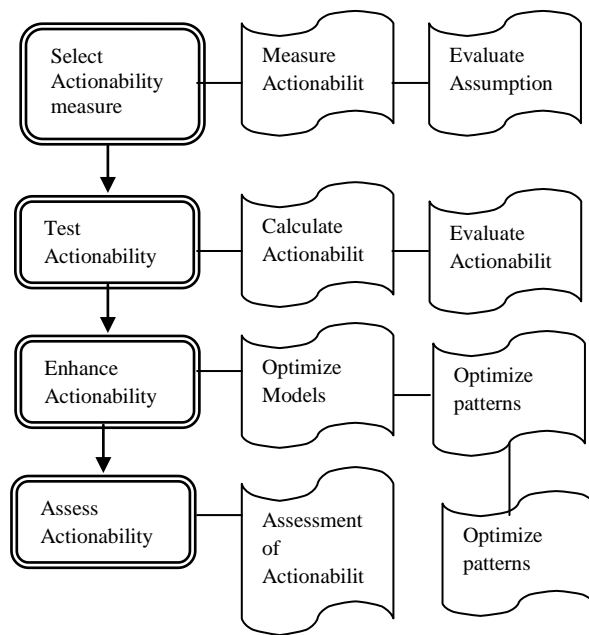 Select
Actionability
measure
Measure
Actionabilit
Evaluate
Assumption
Test
Actionability
Calculate
Actionabilit
Evaluate
Actionabilit
Enhance
Actionability
Optimize
Models
Optimize
patterns
Assess
Actionability
Assessment
of
Actionabilit
Optimize
patterns